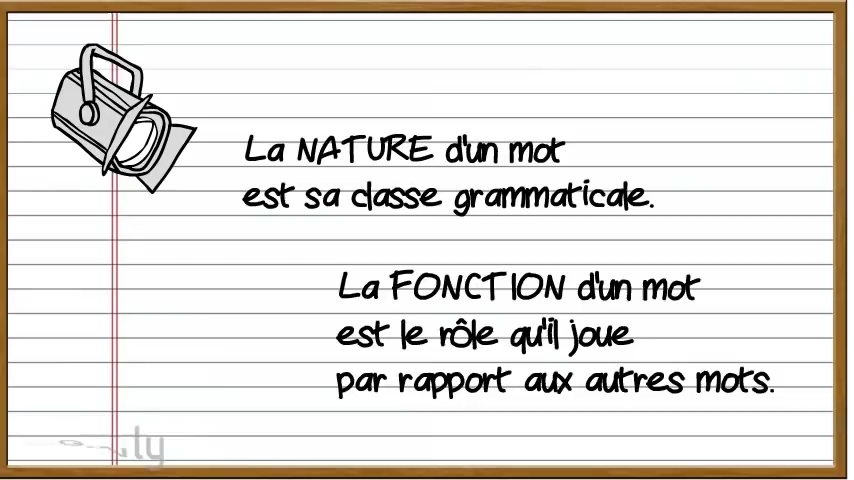 La NATURE d'un mot
est sa classe grammaticale.
La FONCTION d'un mot
est le rôle qu'il joue
par rapport aux autres mots.